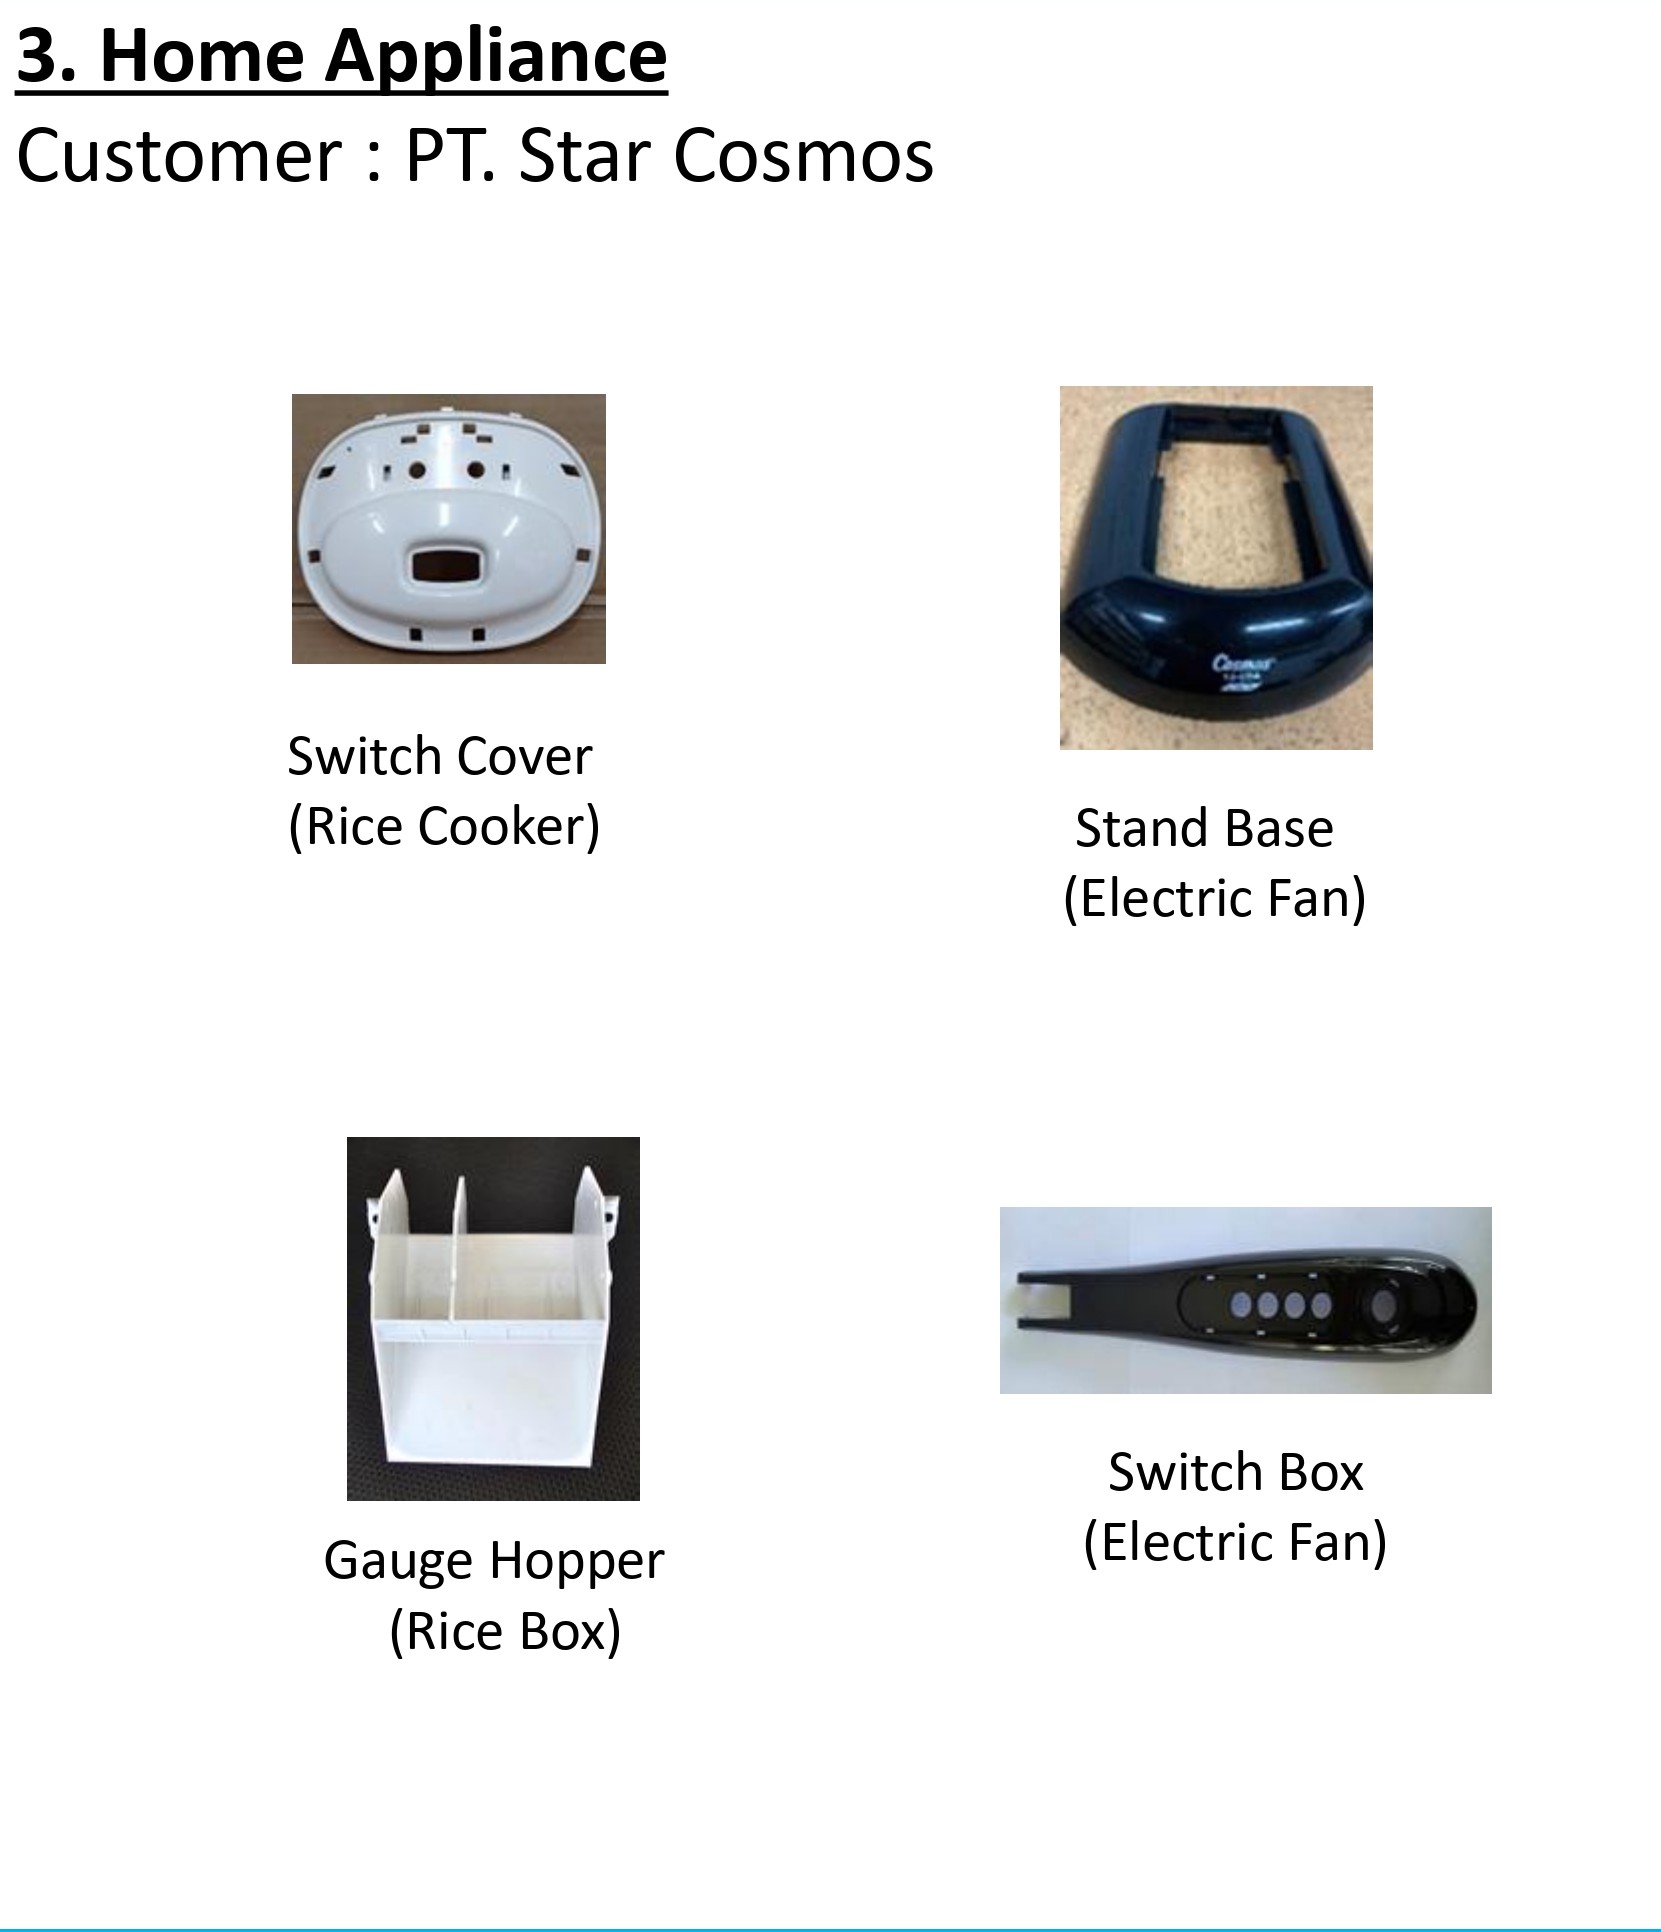 3. Home Appliance
Customer : PT. Star Cosmos
Cosmos
Switch Cover
(Rice Cooker)
Stand Base
(Electric Fan)
Gauge Hopper
(Rice Box)
Switch Box
(Electric Fan)